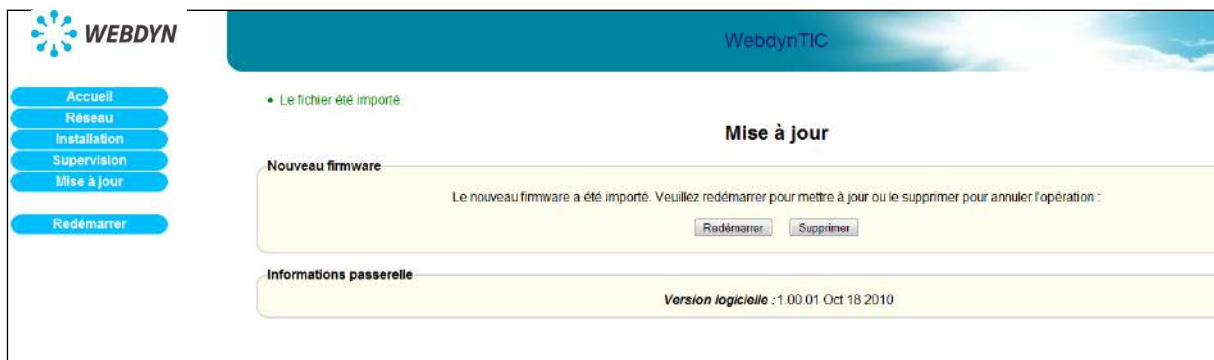 WEBDYN
WebdynTIC
Accueil
Réseau
Installation
Supervision
Mise à jour
Redémarrer
Le fichier été importé
Mise à jour
Nouveau firmware
Le nouveau firmware a été importé. Veuillez redémarrer pour mettre à jour ou le supprimer pour annuler l'opération :
Redémarrer Supprimer
Informations passerelle
Version logicielle : 1.00.01 Oct 18 2010